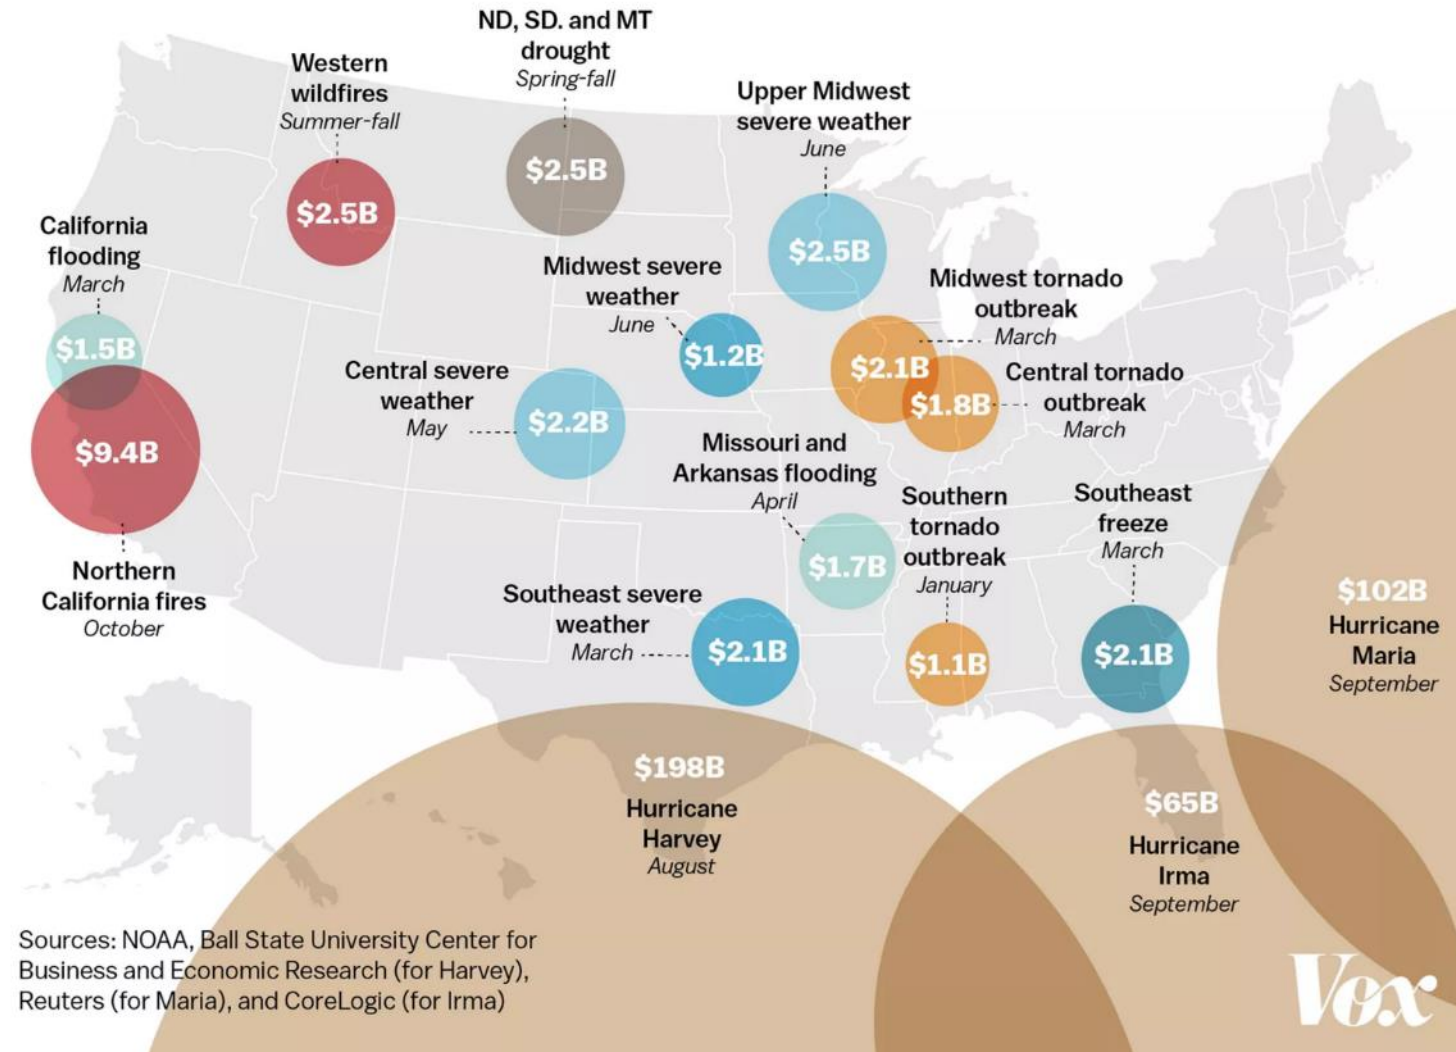 ND, SD. and MT
drought
Spring-fall
$2.5B
Western
wildfires
Summer-fall
$2.5B
Upper Midwest
severe weather
June
$2.5B
California
flooding
March
$1.5B
$9.4B
Northern
California fires
October
Midwest severe
weather
June
$1.2B
Midwest tornado
outbreak
March
$2.1B
Central tornado
outbreak
March
$1.8B
Central severe
weather
May
$2.2B
Missouri and
Arkansas flooding
April
$1.7B
Southern
tornado
outbreak
January
$1.1B
Southeast
freeze
March
$2.1B
Southeast severe
weather
March
$2.1B
$102B
Hurricane
Maria
September
$198B
Hurricane
Harvey
August
$65B
Hurricane
Irma
September
Sources: NOAA, Ball State University Center for
Business and Economic Research (for Harvey),
Reuters (for Maria), and CoreLogic (for Irma)
Vox